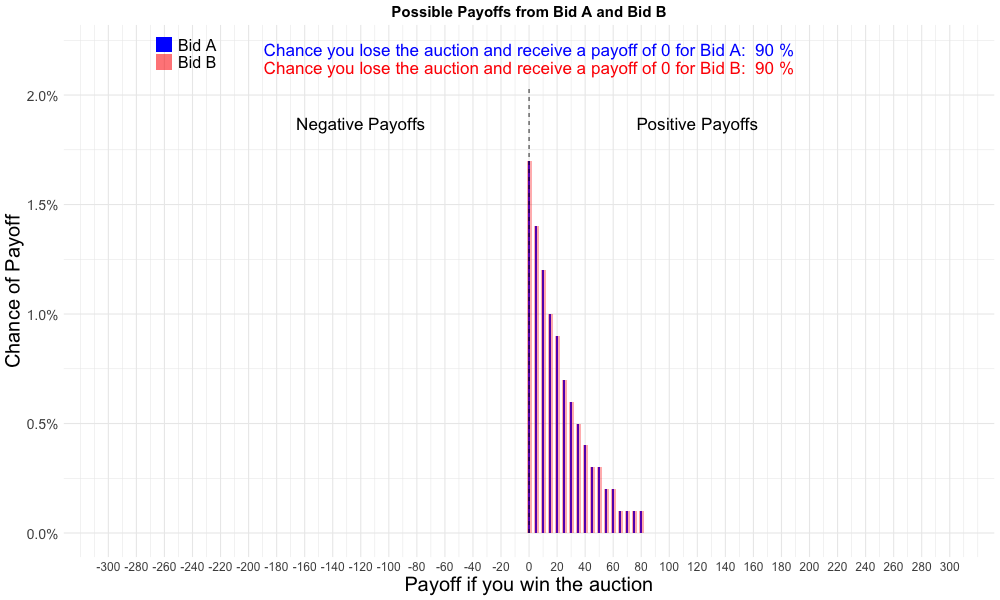 Possible Payoffs from Bid A and Bid B
Bid A
Bid B
Chance you lose the auction and receive a payoff of 0 for Bid A:  90 %
Chance you lose the auction and receive a payoff of 0 for Bid B:  90 %
Negative Payoffs
Positive Payoffs
Chance of Payoff
2.0%
1.5%
1.0%
0.5%
0.0%
-300 -280 -260 -240 -220 -200 -180 -160 -140 -120 -100 -80 -60 -40 -20 0 20 40 60 80 100 120 140 160 180 200 220 240 260 280 300
Payoff if you win the auction